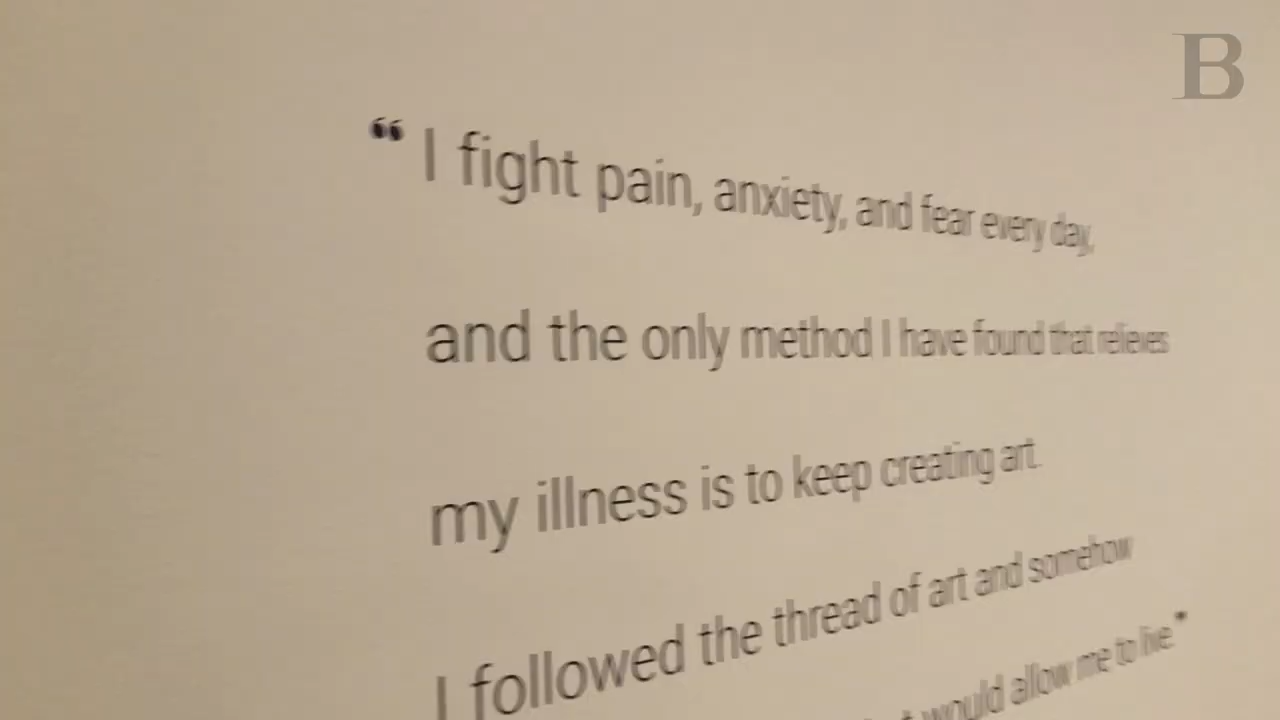 B
“ I fight pain, anxiety, and fear every day,
and the only method I have found that relieves
my illness is to keep creating art.
I followed the thread of art and somehow
would allow me to live”